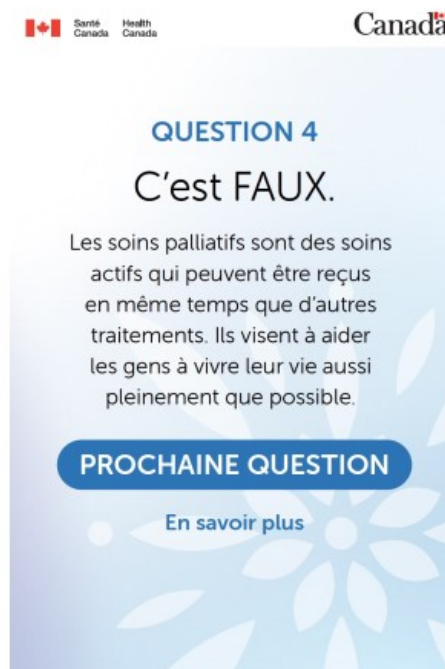 Santé Canada
Health Canada
Canada
QUESTION 4
C'est FAUX.
Les soins palliatifs sont des soins
actifs qui peuvent être reçus
en même temps que d'autres
traitements. Ils visent à aider
les gens à vivre leur vie aussi
pleinement que possible.
PROCHAINE QUESTION
En savoir plus